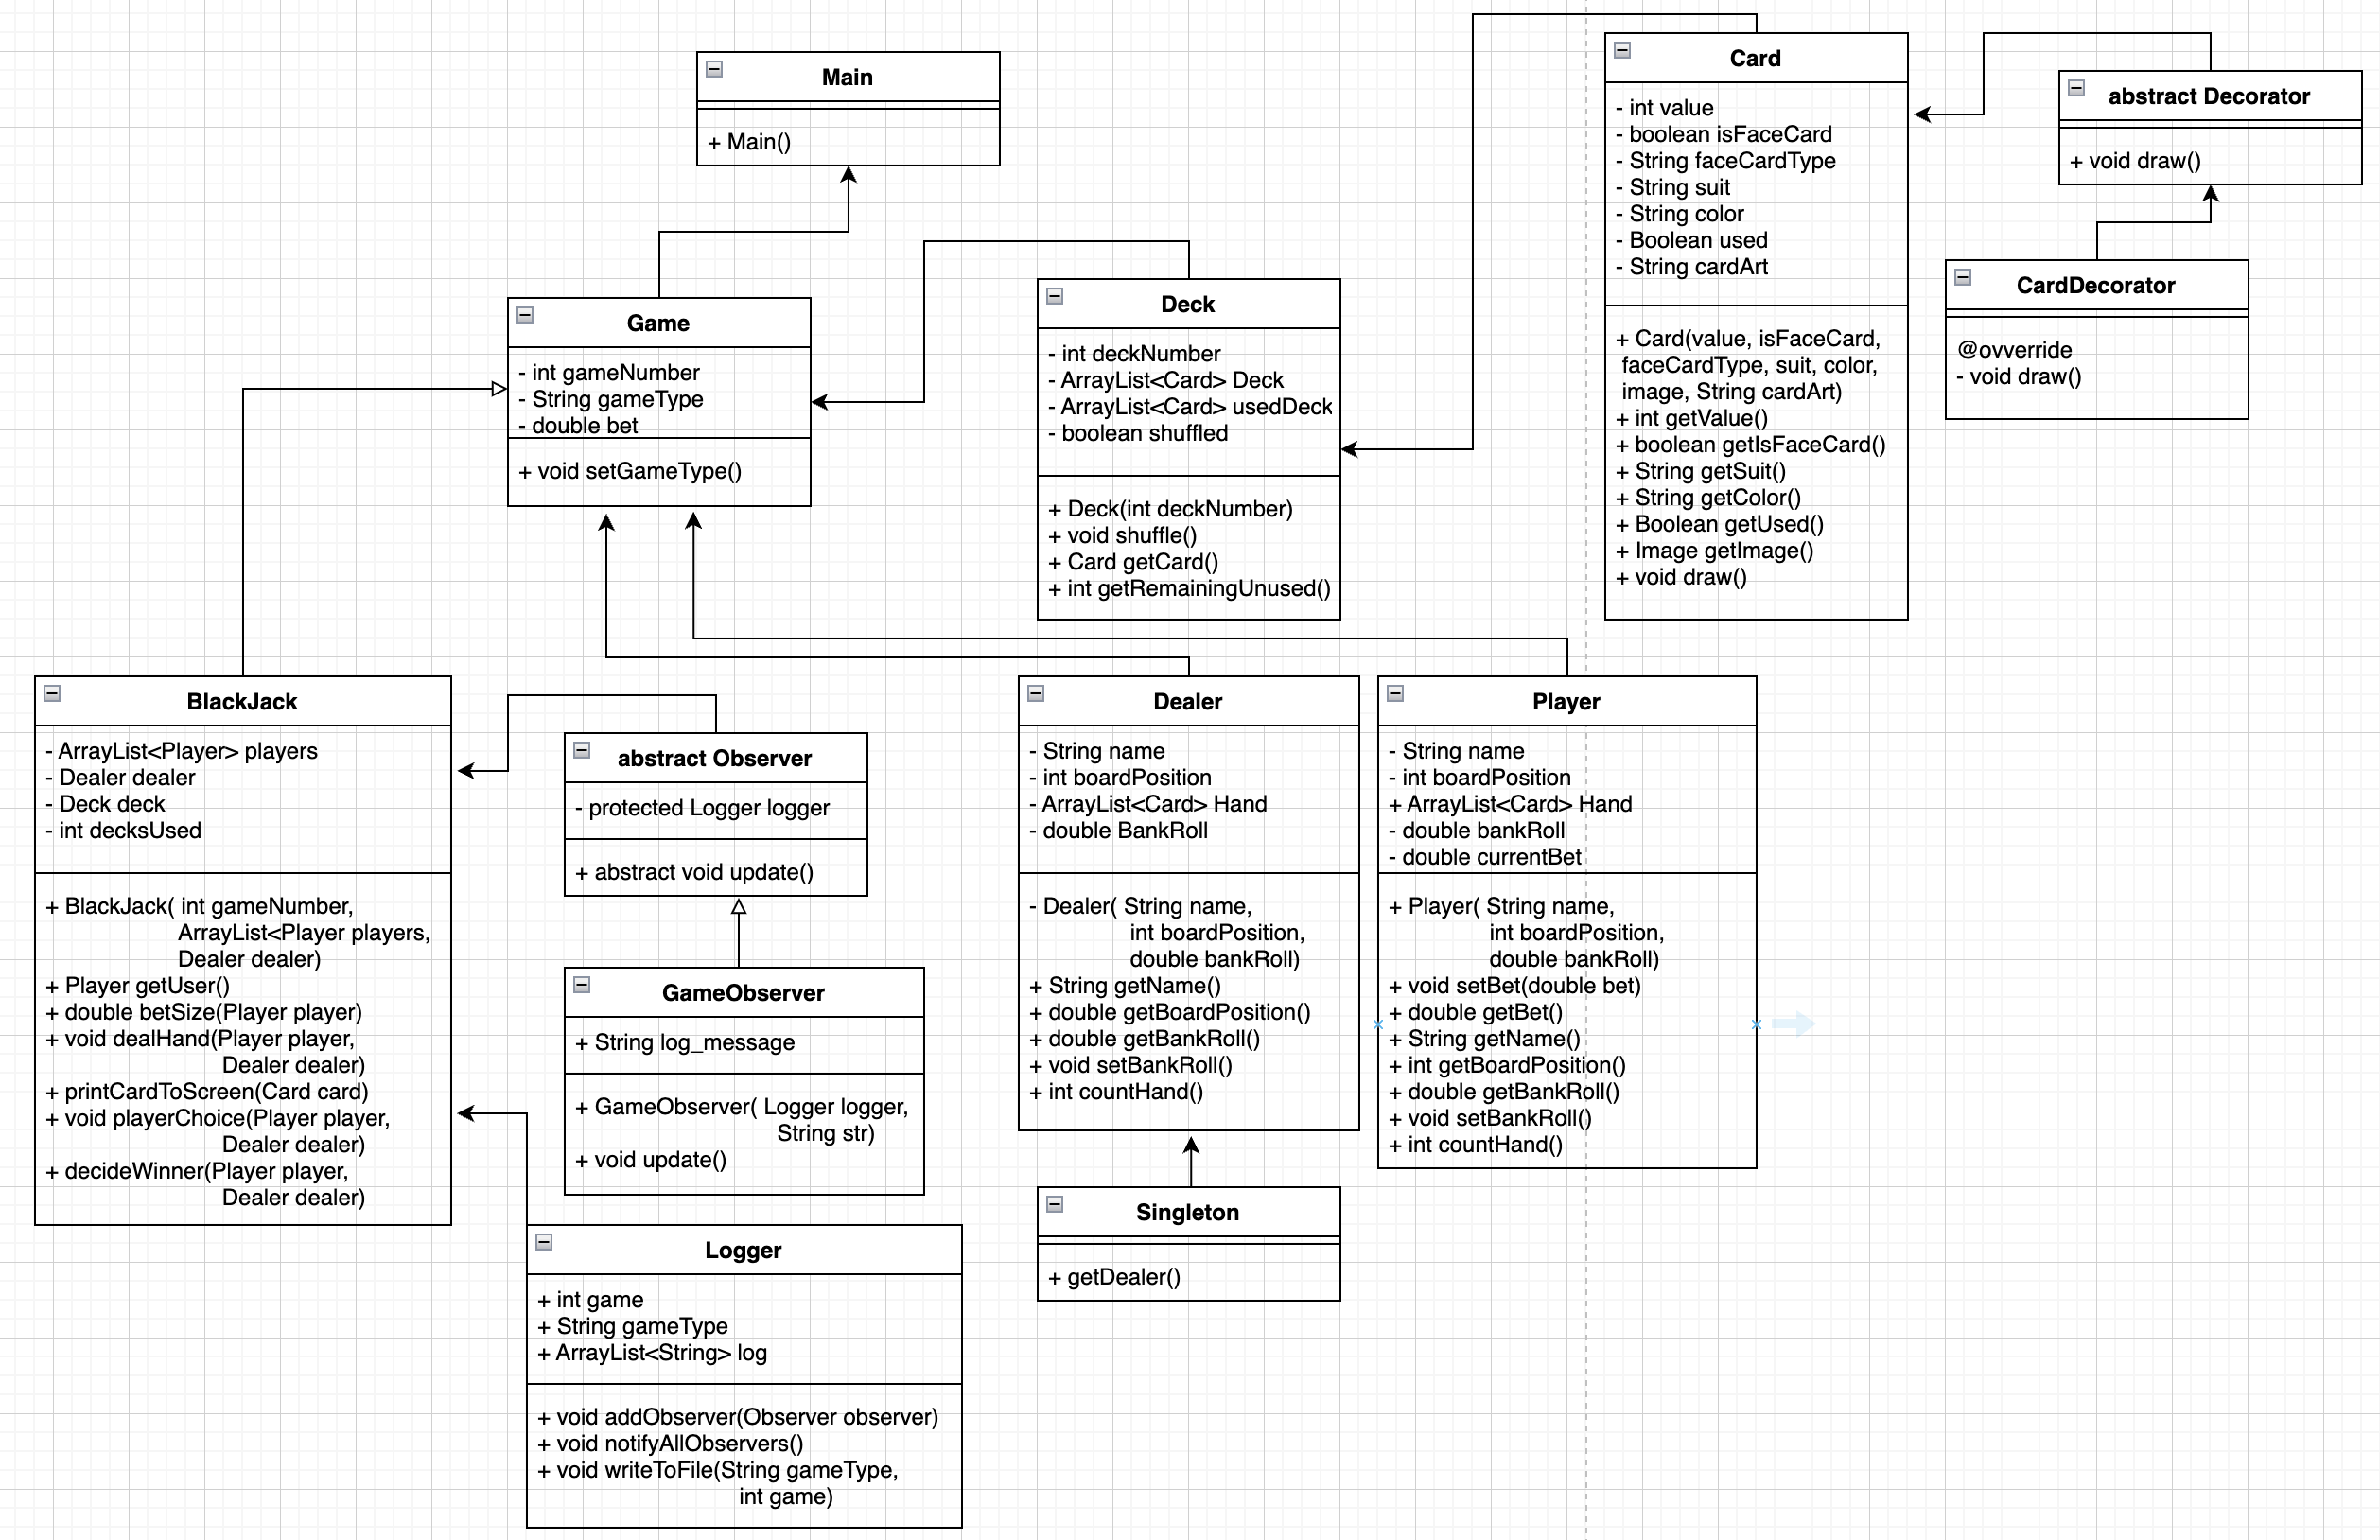 Main
+ Main()
Card
- int value
- boolean isFaceCard
- String faceCardType
- String suit
- String color
- Boolean used
- String cardArt
+ Card(value, isFaceCard,
faceCardType, suit, color,
image, String cardArt)
+ int getValue()
+ boolean getIsFaceCard()
+ String getSuit()
+ String getColor()
+ Boolean getUsed()
+ Image getImage()
+ void draw()
abstract Decorator
+ void draw()
CardDecorator
@ovverride
- void draw()
Game
- int gameNumber
- String gameType
- double bet
+ void setGameType()
Deck
- int deckNumber
- ArrayList<Card> Deck
- ArrayList<Card> usedDeck
- boolean shuffled
+ Deck(int deckNumber)
+ void shuffle()
+ Card getCard()
+ int getRemainingUnused()
BlackJack
- ArrayList<Player> players
- Dealer dealer
- Deck deck
- int decksUsed
+ BlackJack( int gameNumber,
ArrayList<Player players,
Dealer dealer)
+ Player getUser()
+ double betSize(Player player)
+ void dealHand(Player player,
Dealer dealer)
+ printCardToScreen(Card card)
+ void playerChoice(Player player,
Dealer dealer)
+ decideWinner(Player player,
Dealer dealer)
abstract Observer
- protected Logger logger
+ abstract void update()
GameObserver
+ String log_message
+ GameObserver( Logger logger,
String str)
+ void update()
Logger
+ int game
+ String gameType
+ ArrayList<String> log
+ void addObserver(Observer observer)
+ void notifyAllObservers()
+ void writeToFile(String gameType,
int game)
Dealer
- String name
- int boardPosition
- ArrayList<Card> Hand
- double BankRoll
- Dealer( String name,
int boardPosition,
double bankRoll)
+ String getName()
+ double getBoardPosition()
+ double getBankRoll()
+ void setBankRoll()
+ int countHand()
Singleton
+ getDealer()
Player
- String name
- int boardPosition
+ ArrayList<Card> Hand
- double bankRoll
- double currentBet
+ Player( String name,
int boardPosition,
double bankRoll)
+ void setBet(double bet)
+ double getBet()
+ String getName()
+ int getBoardPosition()
+ double getBankRoll()
+ void setBankRoll()
+ int countHand()